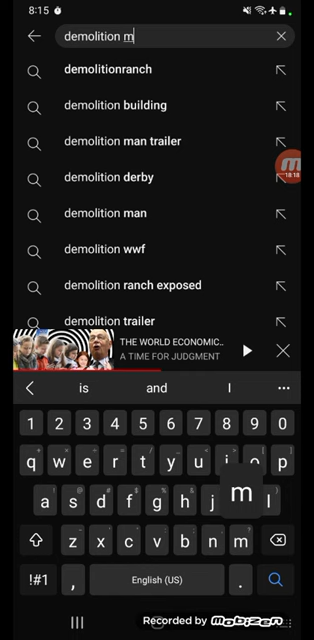 8:15
demolition m
demolitionranch
demolition building
demolition man trailer
demolition derby
18:18
demolition man
demolition wwf
demolition ranch exposed
demolition trailer
THE WORLD ECONOMIC..
A TIME FOR JUDGMENT
is and I
1 2 3 4 5 6 7 8 9 0
q w e r t y u i o p
a s d f g h j m l
z x c v b n m
!#1 , English (US) .
Recorded by mobizen